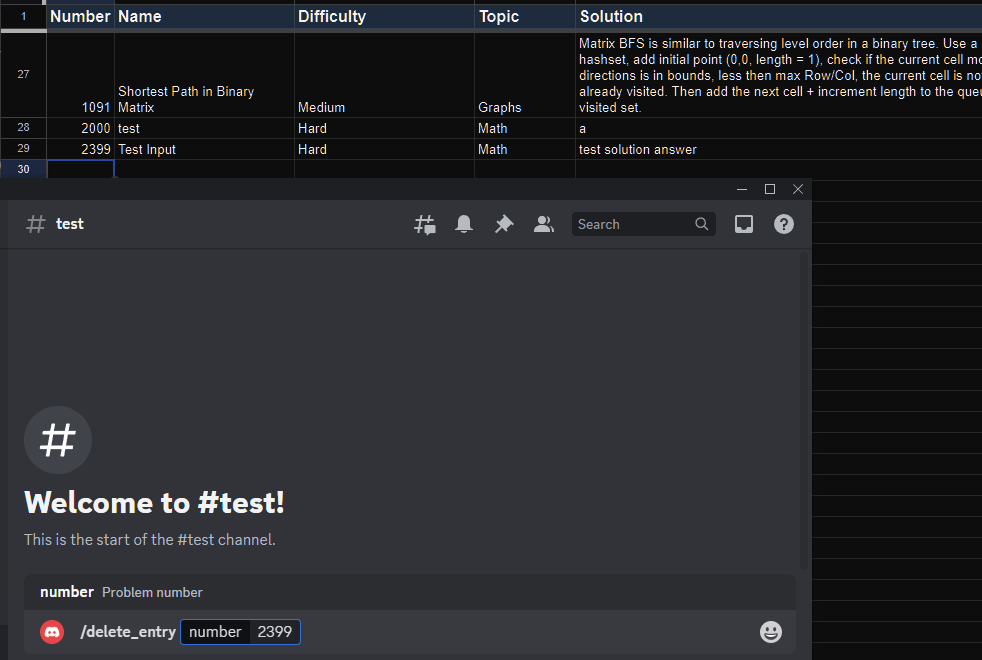 1 Number Name Difficulty Topic Solution
Matrix BFS is similar to traversing level order in a binary tree. Use a
hashset, add initial point (0,0, length = 1), check if the current cell mo
27 directions is in bounds, less then max Row/Col, the current cell is no
Shortest Path in Binary already visited. Then add the next cell + increment length to the queu
1091 Matrix Medium Graphs visited set.
28 2000 test Hard Math a
29 2399 Test Input Hard Math test solution answer
30
# test Search
#
Welcome to #test!
This is the start of the #test channel.
number Problem number
/delete_entry number 2399